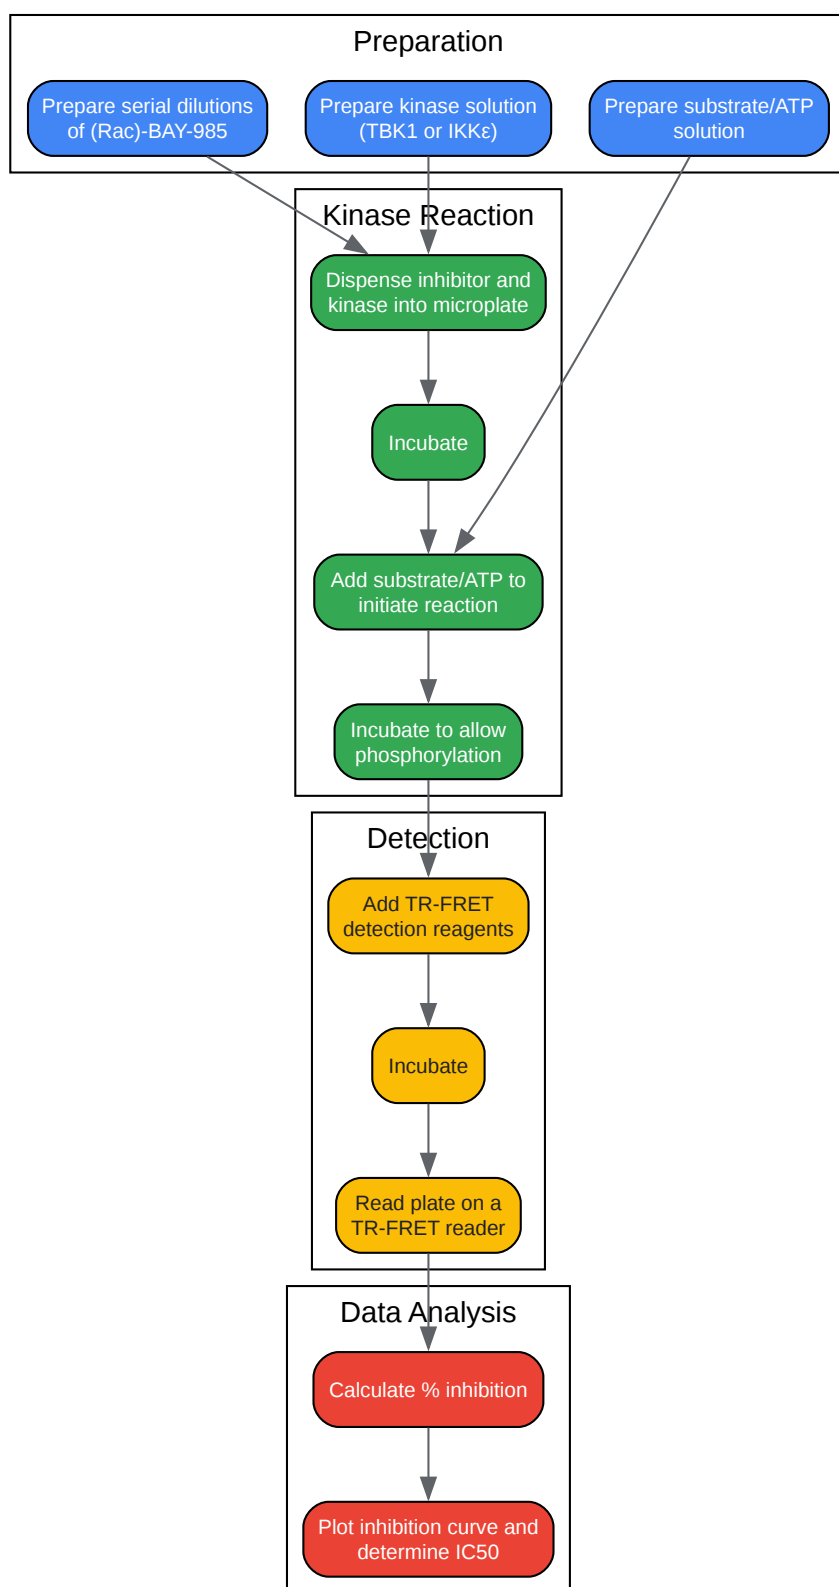 Preparation
Prepare serial dilutions
of (Rac)-BAY-985
Prepare kinase solution
(TBK1 or IKKε)
Prepare substrate/ATP
solution
Kinase Reaction
Dispense inhibitor and
kinase into microplate
Incubate
Add substrate/ATP to
initiate reaction
Incubate to allow
phosphorylation
Detection
Add TR-FRET
detection reagents
Incubate
Read plate on a
TR-FRET reader
Data Analysis
Calculate % inhibition
Plot inhibition curve and
determine IC50